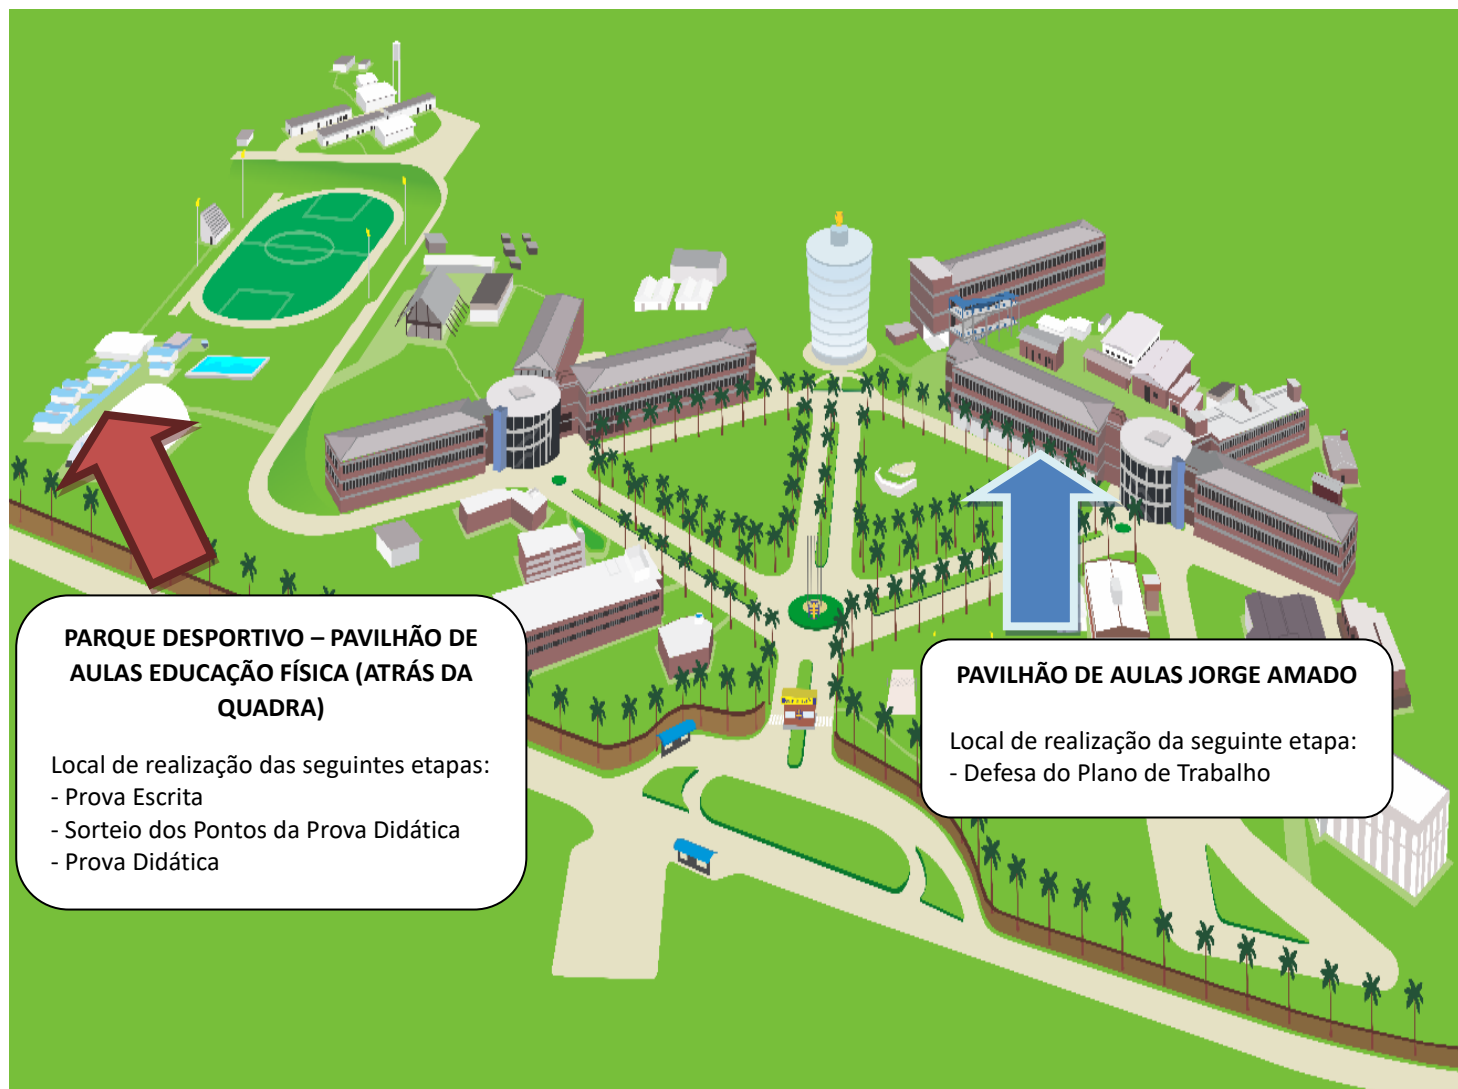 PARQUE DESPORTIVO – PAVILHÃO DE
AULAS EDUCAÇÃO FÍSICA (ATRÁS DA
QUADRA)
Local de realização das seguintes etapas:
- Prova Escrita
- Sorteio dos Pontos da Prova Didática
- Prova Didática
PAVILHÃO DE AULAS JORGE AMADO
Local de realização da seguinte etapa:
- Defesa do Plano de Trabalho